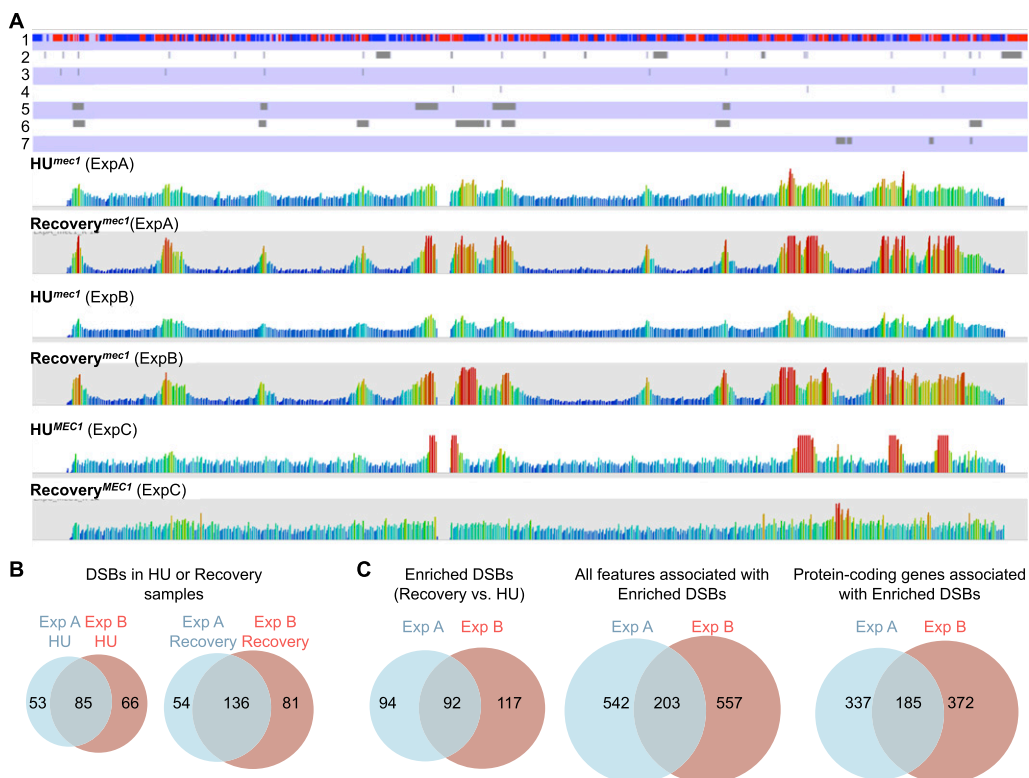 A
1
2
3
4
5
6
7
HUmec1 (ExpA)
Recoverymec1(ExpA)
HUmec1 (ExpB)
Recoverymec1 (ExpB)
HUMEC1 (ExpC)
RecoveryMEC1 (ExpC)
B
DSBs in HU or Recovery
samples
Exp A Exp B
HU HU
53 85 66
Exp A Exp B
Recovery Recovery
54 136 81
C
Enriched DSBs
(Recovery vs. HU)
Exp A Exp B
94 92 117
All features associated with
Enriched DSBs
Exp A Exp B
542 203 557
Protein-coding genes associated
with Enriched DSBs
Exp A Exp B
337 185 372